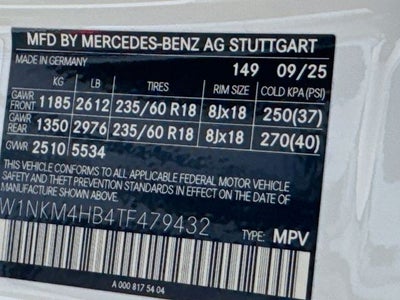 MFD BY MERCEDES-BENZ AG STUTTGART
MADE IN GERMANY 149 09/25
KG LB TIRES RIM SIZE COLD KPA (PSI)
GAWR FRONT 1185 2612 235/60 R18 8Jx18 250(37)
GAWR REAR 1350 2976 235/60 R18 8Jx18 270(40)
GVWR 2510 5534
THIS VEHICLE CONFORMS TO ALL APPLICABLE FEDERAL MOTOR VEHICLE
SAFETY AND THEFT PREVENTION STANDARDS IN EFFECT ON THE DATE OF
MANUFACTURE SHOWN ABOVE.
W1NKM4HB4TF479432
TYPE: MPV
A 000 817 54 04